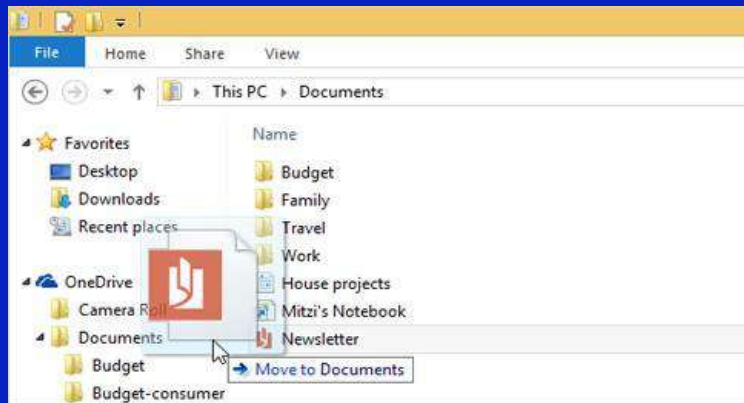 File Home Share View
This PC Documents
Name
Favorites
Desktop
Downloads
Recent places
OneDrive
Camera Roll
Documents
Budget
Budget-consumer
Budget
Family
Travel
Work
House projects
Mitzi's Notebook
Newsletter
Move to Documents